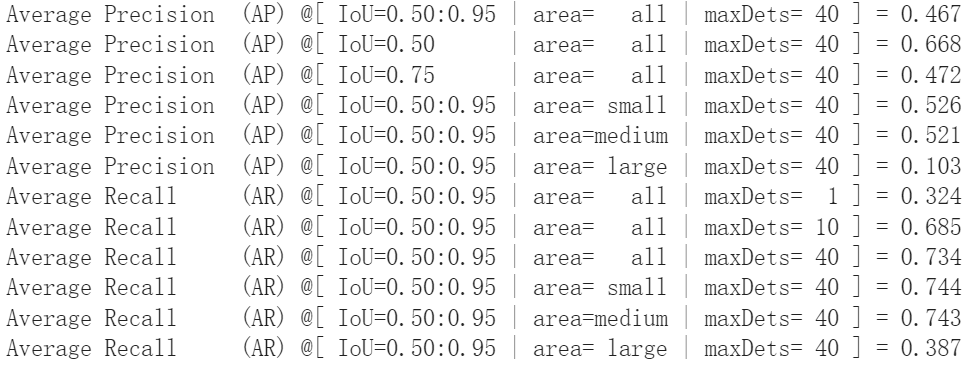 Average Precision  (AP) @[ IoU=0.50:0.95 | area=   all | maxDets= 40 ] = 0.467
Average Precision  (AP) @[ IoU=0.50      | area=   all | maxDets= 40 ] = 0.668
Average Precision  (AP) @[ IoU=0.75      | area=   all | maxDets= 40 ] = 0.472
Average Precision  (AP) @[ IoU=0.50:0.95 | area= small | maxDets= 40 ] = 0.526
Average Precision  (AP) @[ IoU=0.50:0.95 | area=medium | maxDets= 40 ] = 0.521
Average Precision  (AP) @[ IoU=0.50:0.95 | area= large | maxDets= 40 ] = 0.103
Average Recall     (AR) @[ IoU=0.50:0.95 | area=   all | maxDets=  1 ] = 0.324
Average Recall     (AR) @[ IoU=0.50:0.95 | area=   all | maxDets= 10 ] = 0.685
Average Recall     (AR) @[ IoU=0.50:0.95 | area=   all | maxDets= 40 ] = 0.734
Average Recall     (AR) @[ IoU=0.50:0.95 | area= small | maxDets= 40 ] = 0.744
Average Recall     (AR) @[ IoU=0.50:0.95 | area=medium | maxDets= 40 ] = 0.743
Average Recall     (AR) @[ IoU=0.50:0.95 | area= large | maxDets= 40 ] = 0.387